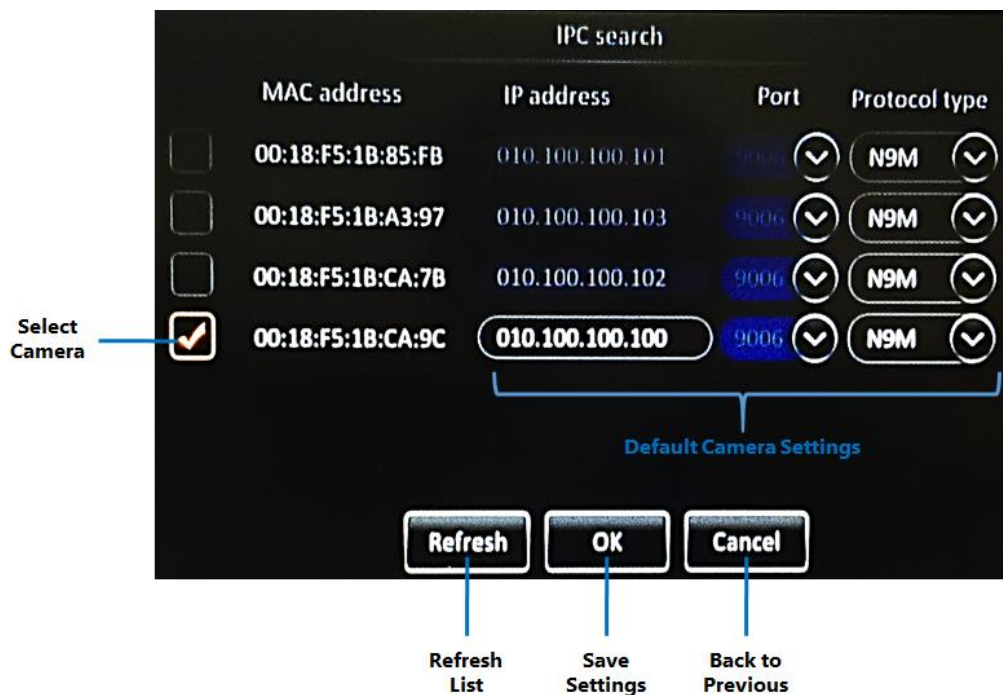 IPC search
MAC address IP address Port Protocol type
00:18:F5:1B:85:FB 010.100.100.101 9006 N9M
00:18:F5:1B:A3:97 010.100.100.103 9006 N9M
00:18:F5:1B:CA:7B 010.100.100.102 9006 N9M
00:18:F5:1B:CA:9C 010.100.100.100 9006 N9M
Select
Camera
Default Camera Settings
Refresh OK Cancel
Refresh
List
Save
Settings
Back to
Previous